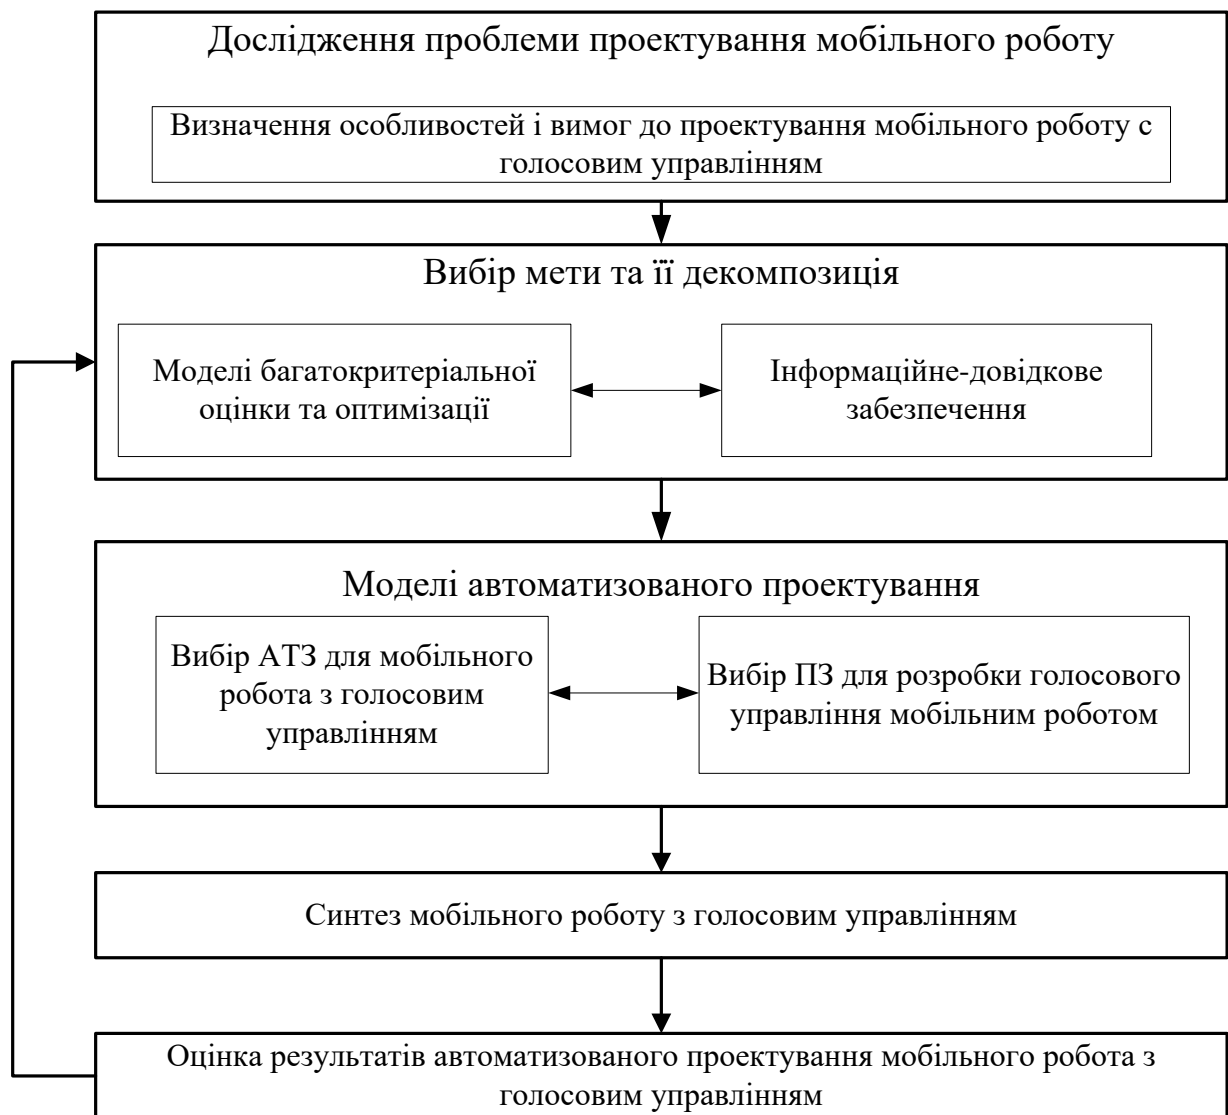 Дослідження проблеми проектування мобільного роботу
Визначення особливостей і вимог до проектування мобільного роботу с
голосовим управлінням
Вибір мети та її декомпозиція
Моделі багатокритеріальної
оцінки та оптимізації
Інформаційне-довідкове
забезпечення
Моделі автоматизованого проектування
Вибір АТЗ для мобільного
робота з голосовим
управлінням
Вибір ПЗ для розробки голосового
управління мобільним роботом
Синтез мобільного роботу з голосовим управлінням
Оцінка результатів автоматизованого проектування мобільного робота з
голосовим управлінням